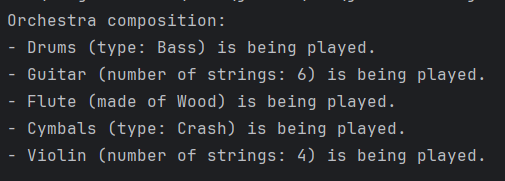 Orchestra composition:
- Drums (type: Bass) is being played.
- Guitar (number of strings: 6) is being played.
- Flute (made of Wood) is being played.
- Cymbals (type: Crash) is being played.
- Violin (number of strings: 4) is being played.